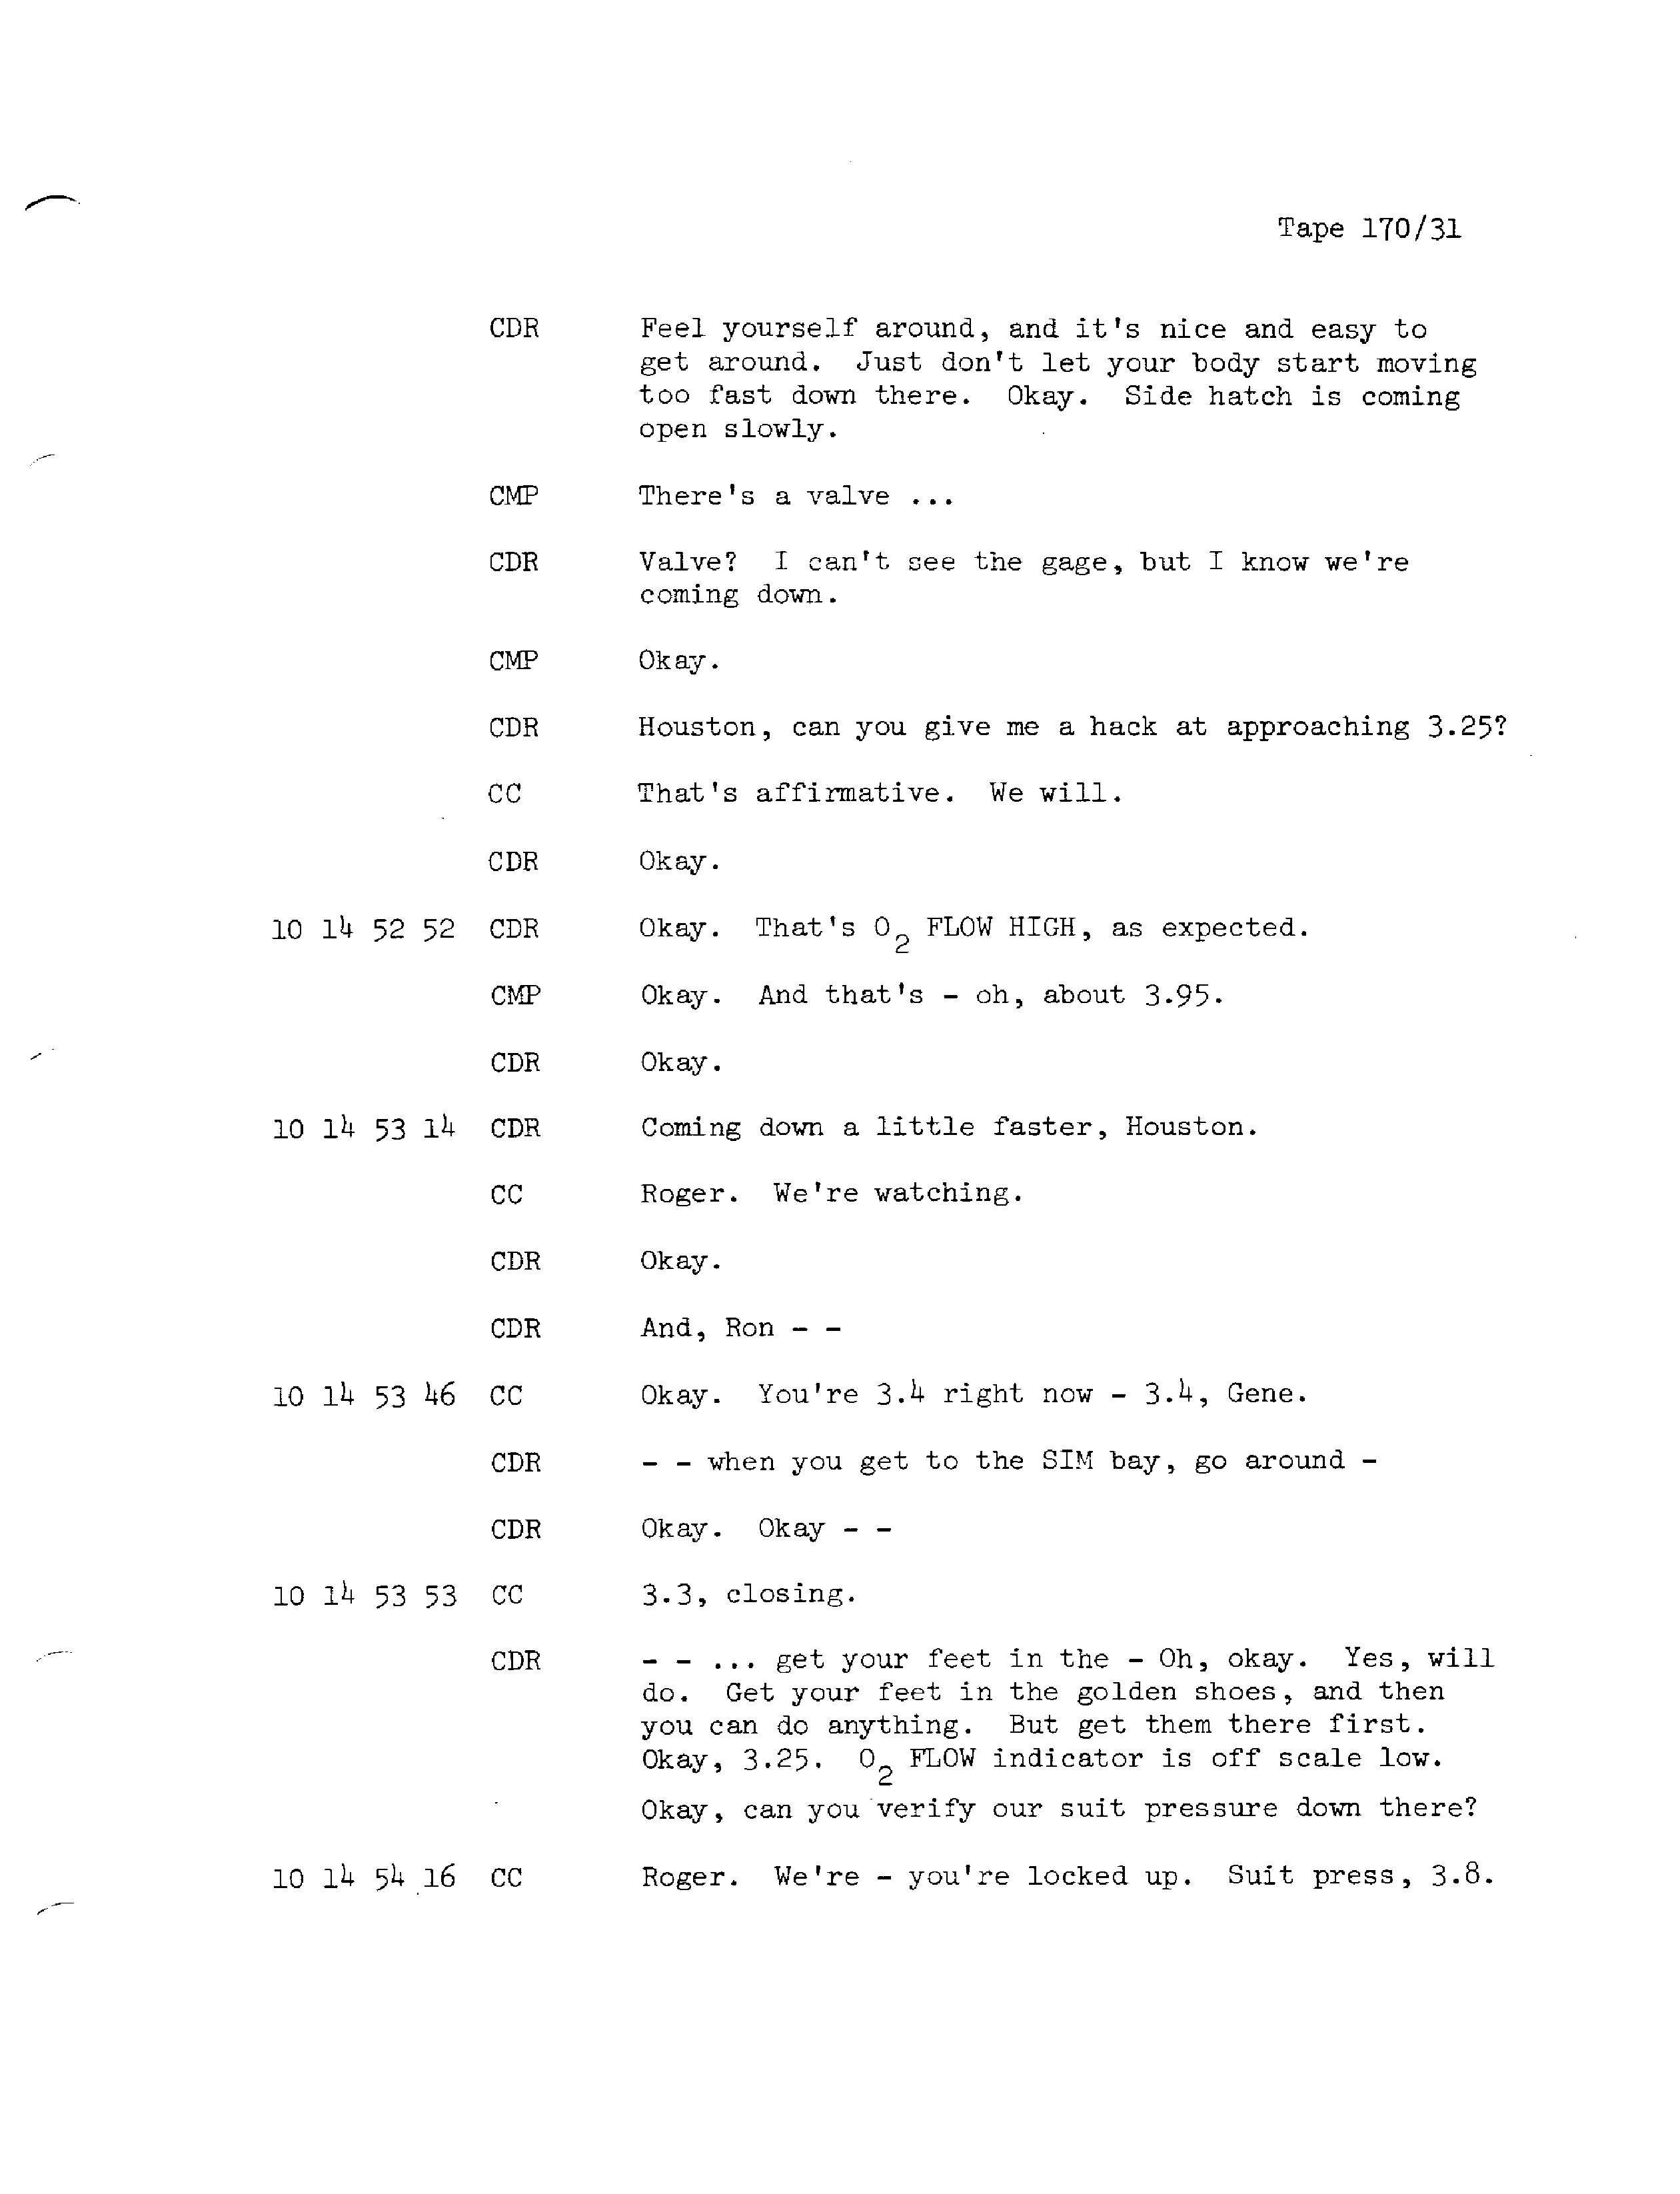 Tape 170/31
CDR Feel yourself around, and it's nice and easy to
get around. Just don't let your body start moving
too fast down there. Okay. Side hatch is coming
open slowly.
CMP There's a valve ...
CDR Valve? I can't see the gage, but I know we're
coming down.
CMP Okay.
CDR Houston, can you give me a hack at approaching 3.25?
CC That's affirmative. We will.
CDR Okay.
10 14 52 52 CDR Okay. That's O2 FLOW HIGH, as expected.
CMP Okay. And that's - oh, about 3.95.
CDR Okay.
10 14 53 14 CDR Coming down a little faster, Houston.
CC Roger. We're watching.
CDR Okay.
CDR And, Ron - -
10 14 53 46 CC Okay. You're 3.4 right now - 3.4, Gene.
CDR - - when you get to the SIM bay, go around -
CDR Okay. Okay - -
10 14 53 53 CC 3.3, closing.
CDR - - ... get your feet in the - Oh, okay. Yes, will
do. Get your feet in the golden shoes, and then
you can do anything. But get them there first.
Okay, 3.25. O2 FLOW indicator is off scale low.
Okay, can you verify our suit pressure down there?
10 14 54 16 CC Roger. We're - you're locked up. Suit press, 3.8.